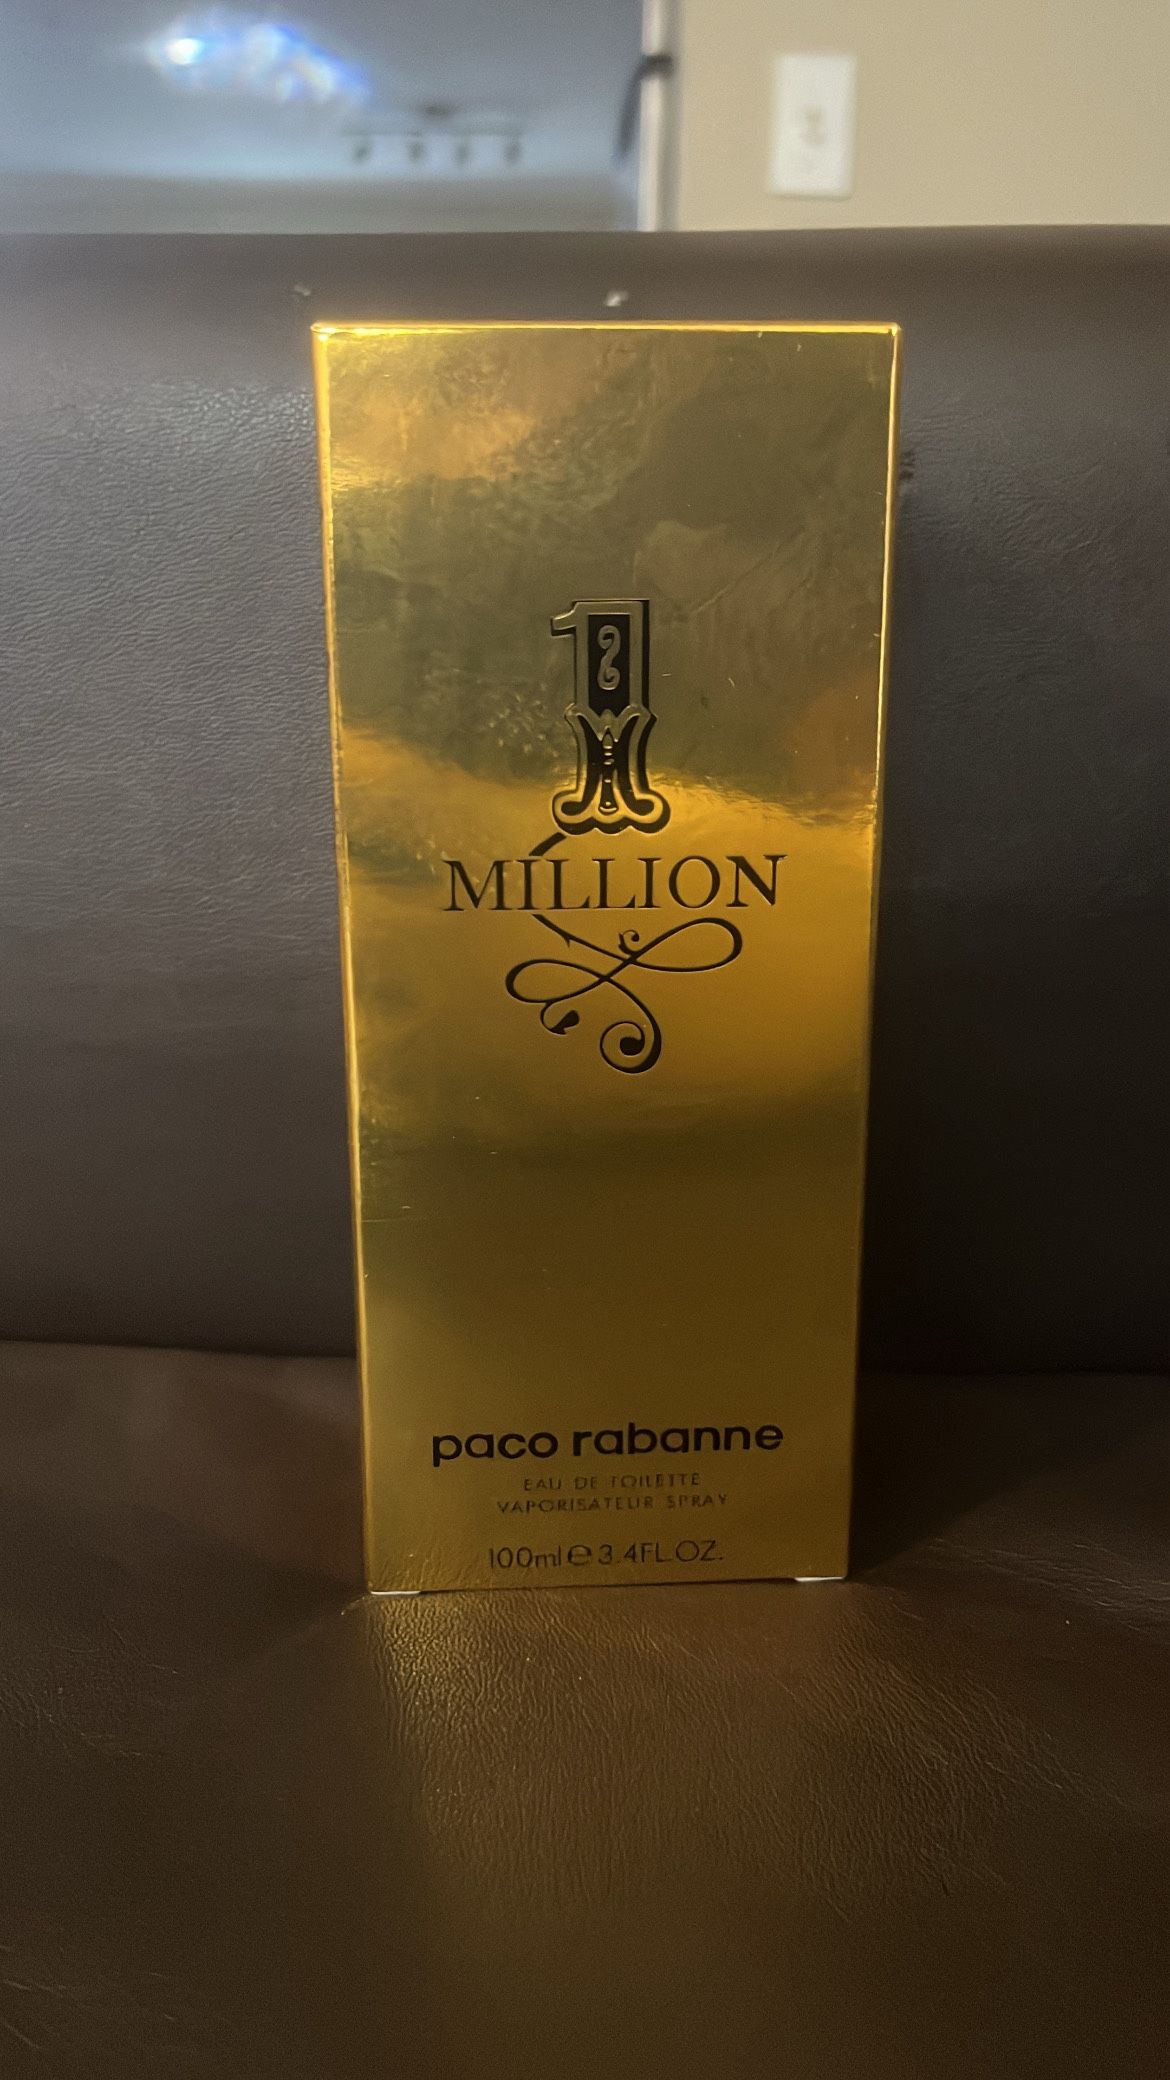 1
MILLION
paco rabanne
EAU DE TOILETTE
VAPORISATEUR SPRAY
100ml e 3.4FL.OZ.